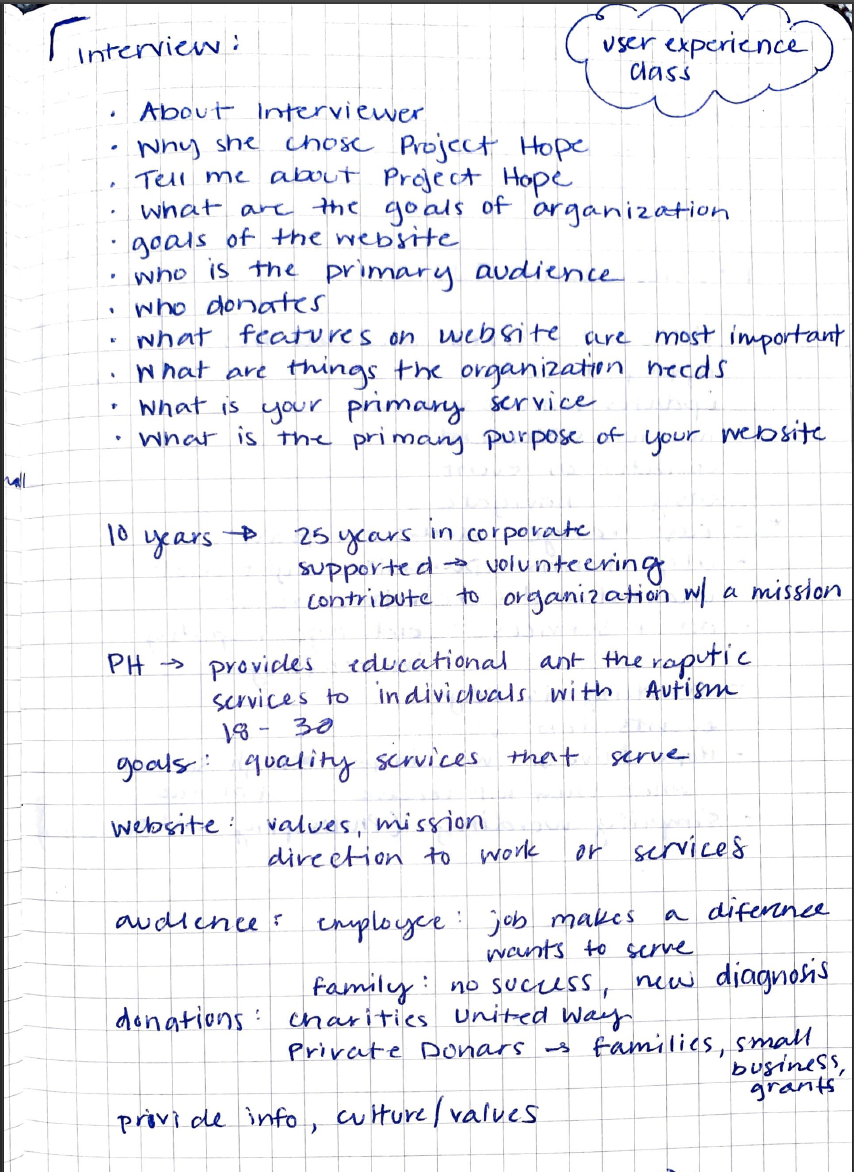 Interview:
user experience
class
• About Interviewer
• Why she chose Project Hope
• Tell me about Project Hope
• What are the goals of organization
• goals of the website
• who is the primary audience
• who donates
• what features on website are most important
• What are things the organization needs
• What is your primary service
• What is the primary purpose of your website
10 years → 25 years in corporate
supported → volunteering
contribute to organization w/ a mission
PH → provides educational ant theraputic
services to individuals with Autism
18 - 30
goals: quality services that serve
website: values, mission
direction to work or services
audience: employee: job makes a diference
wants to serve
family: no success, new diagnosis
donations: charities United Way
Private Donars → families, small
business,
grants
privide info, culture/values